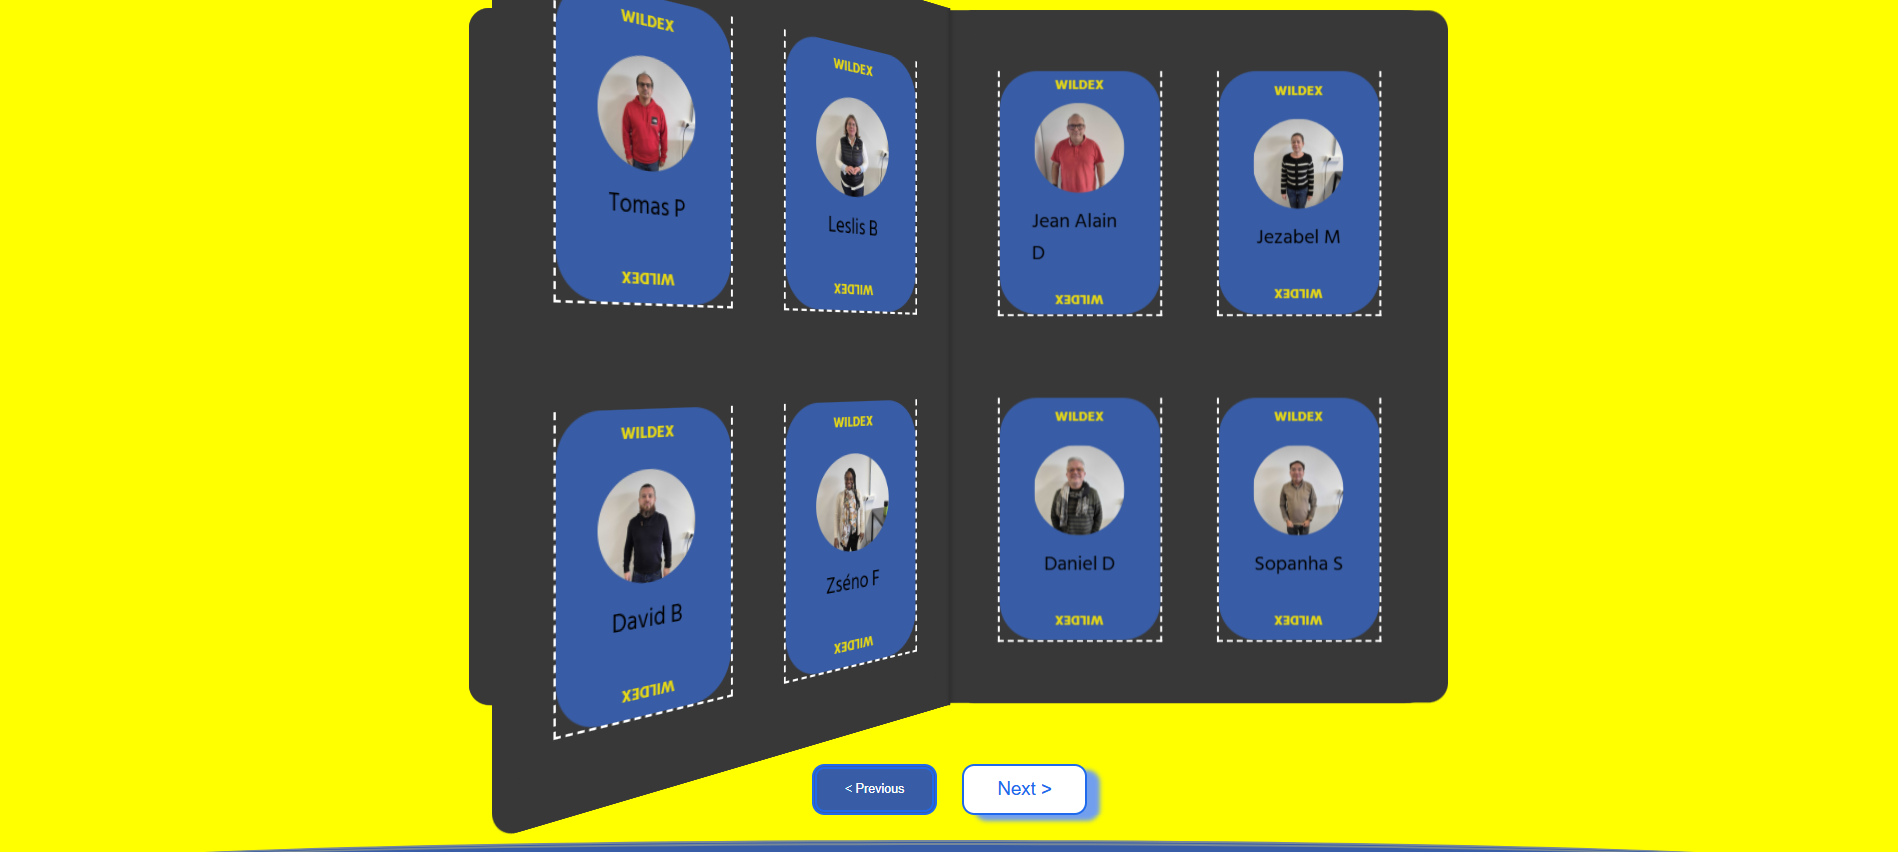 WILDEX
Tomas P
WILDEX
WILDEX
Leslis B
WILDEX
WILDEX
Jean Alain
D
WILDEX
WILDEX
Jezabel M
WILDEX
WILDEX
David B
WILDEX
WILDEX
Zséno F
WILDEX
WILDEX
Daniel D
WILDEX
WILDEX
Sopanha S
WILDEX
< Previous
Next >